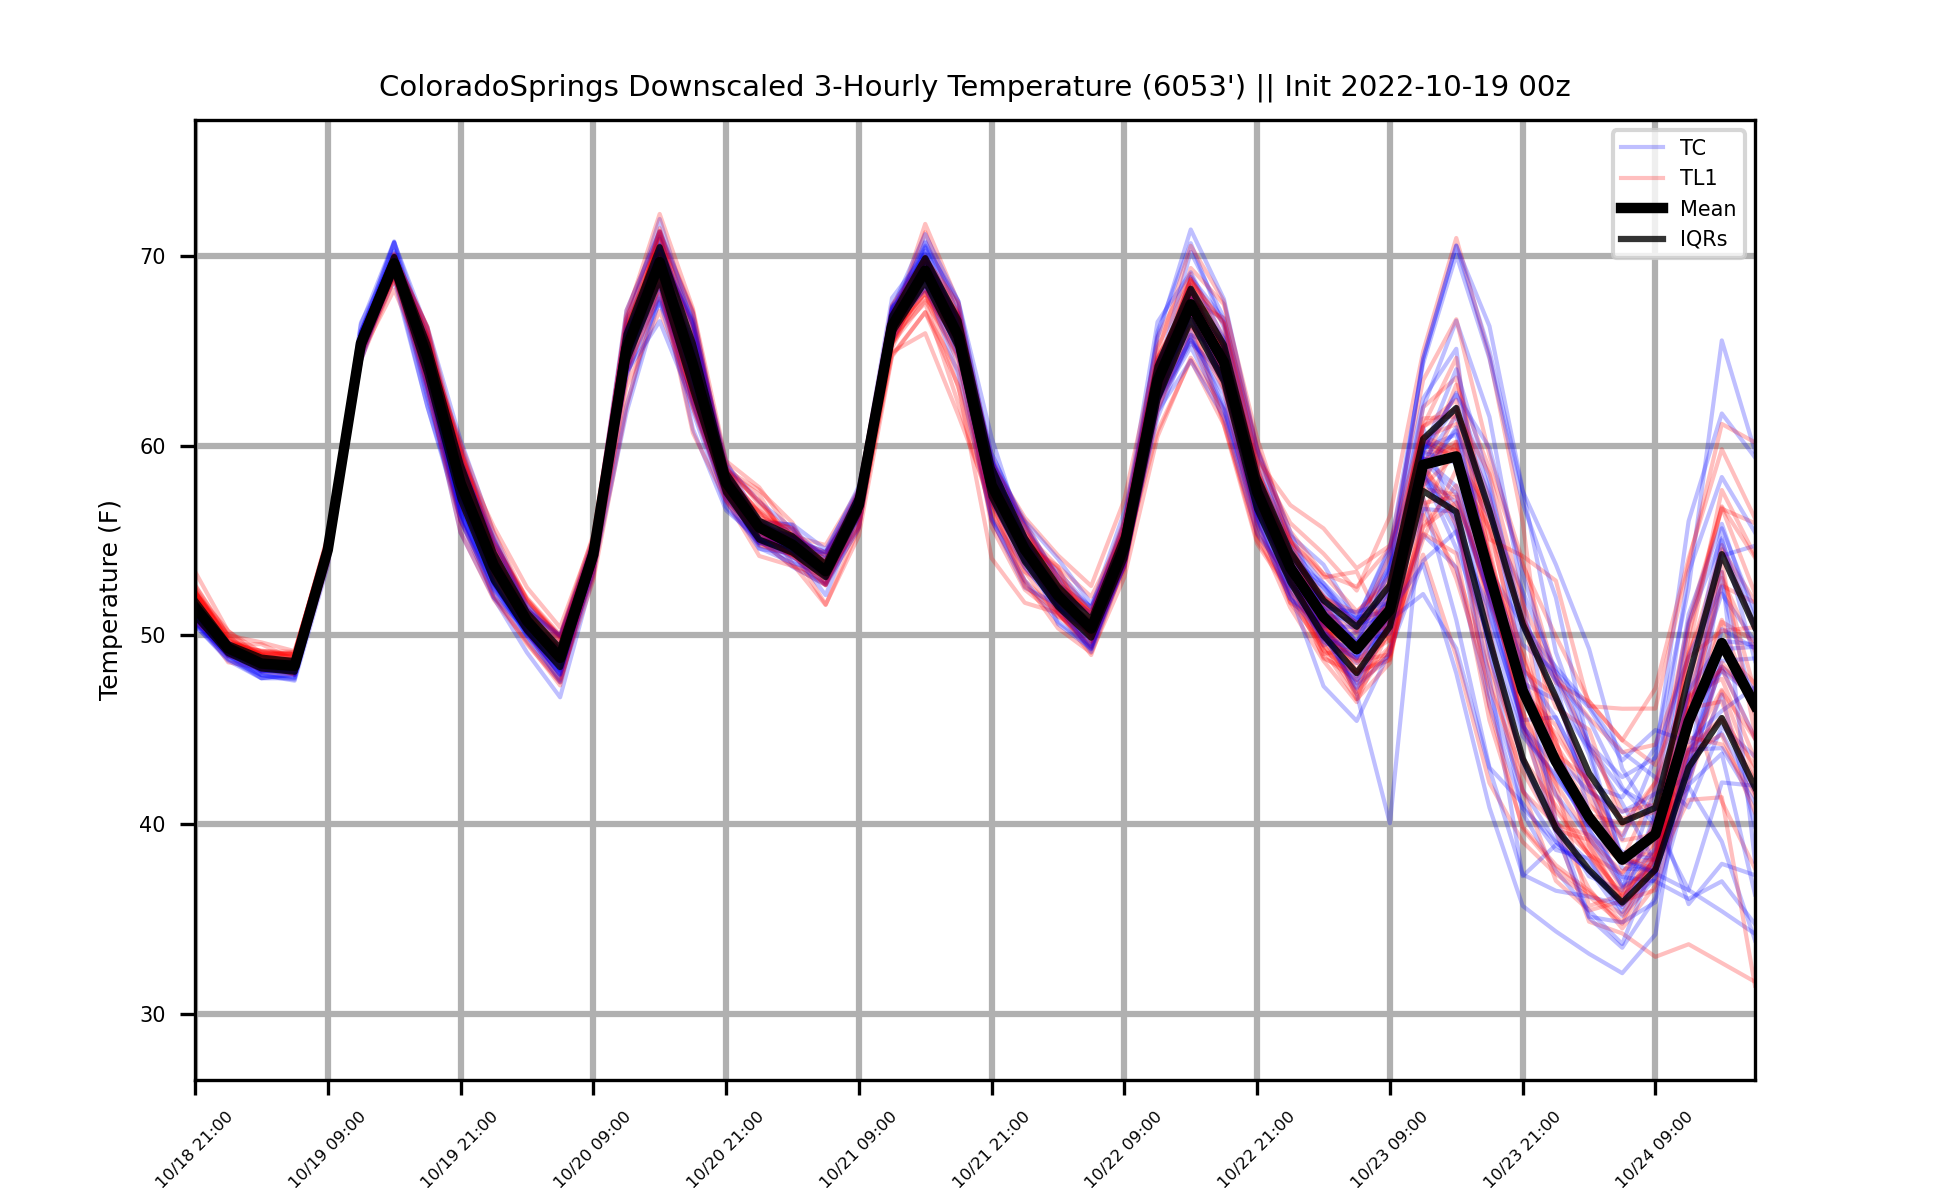 ColoradoSprings Downscaled 3-Hourly Temperature (6053') || Init 2022-10-19 00z
TC
TL1
Mean
IQRs
Temperature (F)
70
60
50
40
30
10/18 21:00
10/19 09:00
10/19 21:00
10/20 09:00
10/20 21:00
10/21 09:00
10/21 21:00
10/22 09:00
10/22 21:00
10/23 09:00
10/23 21:00
10/24 09:00